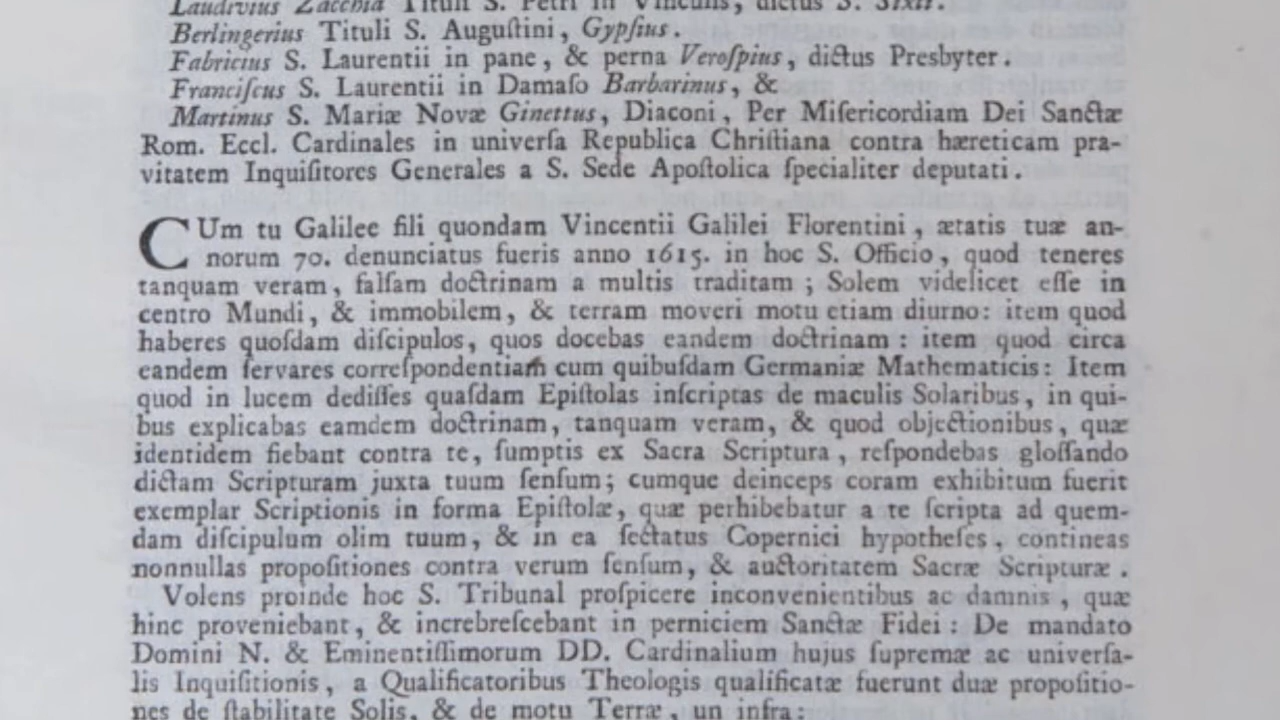 Laudivius Zacchia Tituli S. Petri in Vinculis, dictus S. Sixti.
Berlingerius Tituli S. Auguſtini, Gypſius.
Fabricius S. Laurentii in pane, & perna Veroſpius, dictus Presbyter.
Franciſcus S. Laurentii in Damaſo Barbarinus, &
Martinus S. Mariæ Novæ Ginettus, Diaconi, Per Miſericordiam Dei Sanctæ
Rom. Eccl. Cardinales in univerſa Republica Chriſtiana contra hæreticam pra-
vitatem Inquiſitores Generales a S. Sede Apoſtolica ſpecialiter deputati.
CUm tu Galilee fili quondam Vincentii Galilei Florentini, ætatis tuæ an-
norum 70. denunciatus fueris anno 1615. in hoc S. Officio, quod teneres
tanquam veram, falſam doctrinam a multis traditam; Solem videlicet eſſe in
centro Mundi, & immobilem, & terram moveri motu etiam diurno: item quod
haberes quoſdam diſcipulos, quos docebas eandem doctrinam: item quod circa
eandem ſervares correſpondentiam cum quibuſdam Germaniæ Mathematicis: Item
quod in lucem dediſſes quaſdam Epiſtolas inſcriptas de maculis Solaribus, in qui-
bus explicabas eamdem doctrinam, tanquam veram, & quod objectionibus, quæ
identidem fiebant contra te, ſumptis ex Sacra Scriptura, reſpondebas gloſſando
dictam Scripturam juxta tuum ſenſum; cumque deinceps coram exhibitum fuerit
exemplar Scriptionis in forma Epiſtolæ, quæ perhibebatur a te ſcripta ad quem-
dam diſcipulum olim tuum, & in ea ſectatus Copernici hypotheſes, contineas
nonnullas propoſitiones contra verum ſenſum, & auctoritatem Sacræ Scripturæ.
Volens proinde hoc S. Tribunal proſpicere inconvenientibus ac damnis, quæ
hinc proveniebant, & increbreſcebant in perniciem Sanctæ Fidei: De mandato
Domini N. & Eminentiſſimorum DD. Cardinalium hujus ſupremæ ac univerſa-
lis Inquiſitionis, a Qualificatoribus Theologis qualificatæ fuerunt duæ propoſitio-
nes de ſtabilitate Solis, & de motu Terræ, un infra: